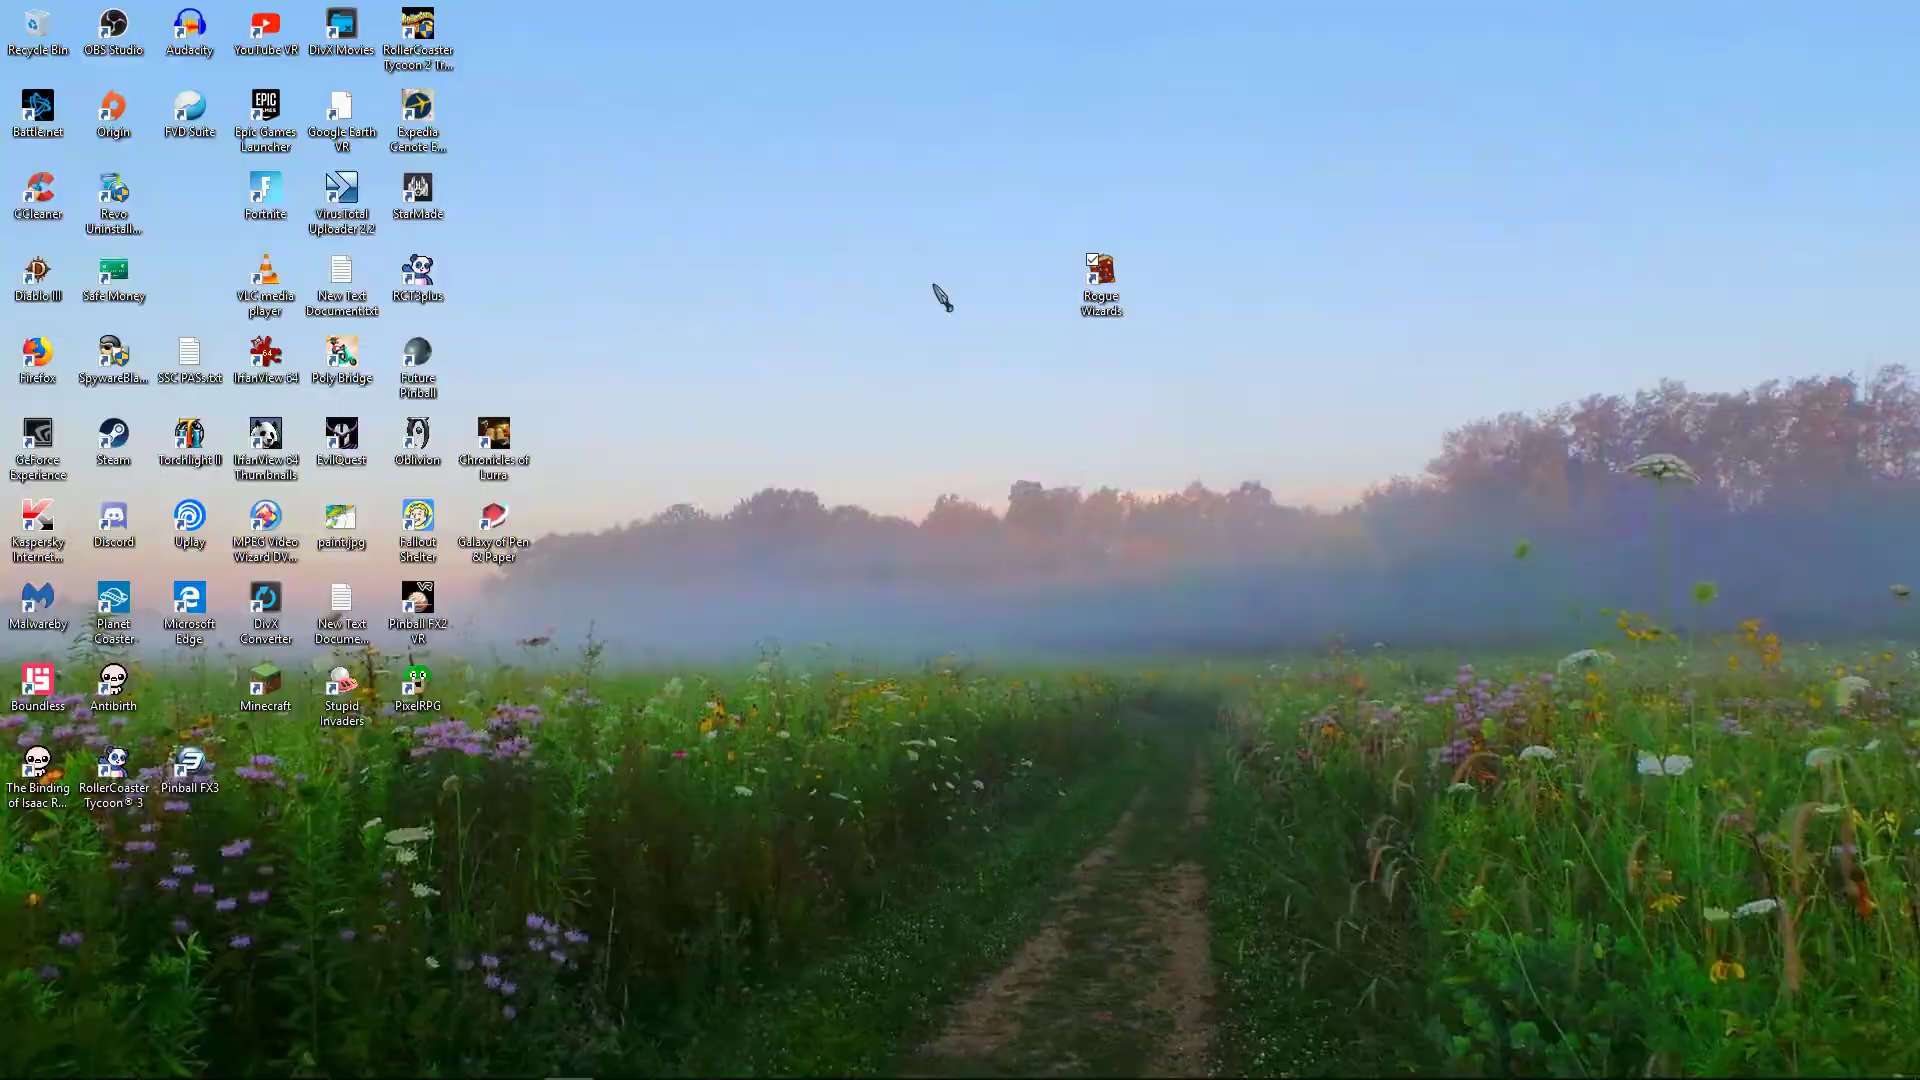 Recycle Bin
OBS Studio
Audacity
YouTube VR
DivX Movies
RollerCoaster
Tycoon 2 Tr...
Battle.net
Origin
FVD Suite
Epic Games
Launcher
Google Earth
VR
Expedia
Cenote E...
CCleaner
Revo
Uninstall...
Fortnite
VirusTotal
Uploader 2.2
StarMade
Diablo III
Safe Money
VLC media
player
New Text
Document.txt
RCT3plus
Rogue
Wizards
Firefox
SpywareBla...
SSC PASs.txt
IrfanView 64
Poly Bridge
Future
Pinball
GeForce
Experience
Steam
Torchlight II
IrfanView 64
Thumbnails
EvilQuest
Oblivion
Chronicles of
Lurra
Kaspersky
Internet...
Discord
Uplay
MPEG Video
Wizard DV...
paint.jpg
Fallout
Shelter
Galaxy of Pen
& Paper
Malwareby
Planet
Coaster
Microsoft
Edge
DivX
Converter
New Text
Docume...
Pinball FX2
VR
Boundless
Antibirth
Minecraft
Stupid
Invaders
PixelRPG
The Binding
of Isaac R...
RollerCoaster
Tycoon® 3
Pinball FX3